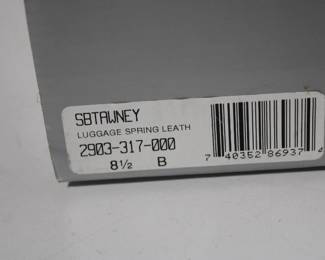 SBTAWNEY
LUGGAGE SPRING LEATH
2903-317-000
8½ B
7 40352 86937 4